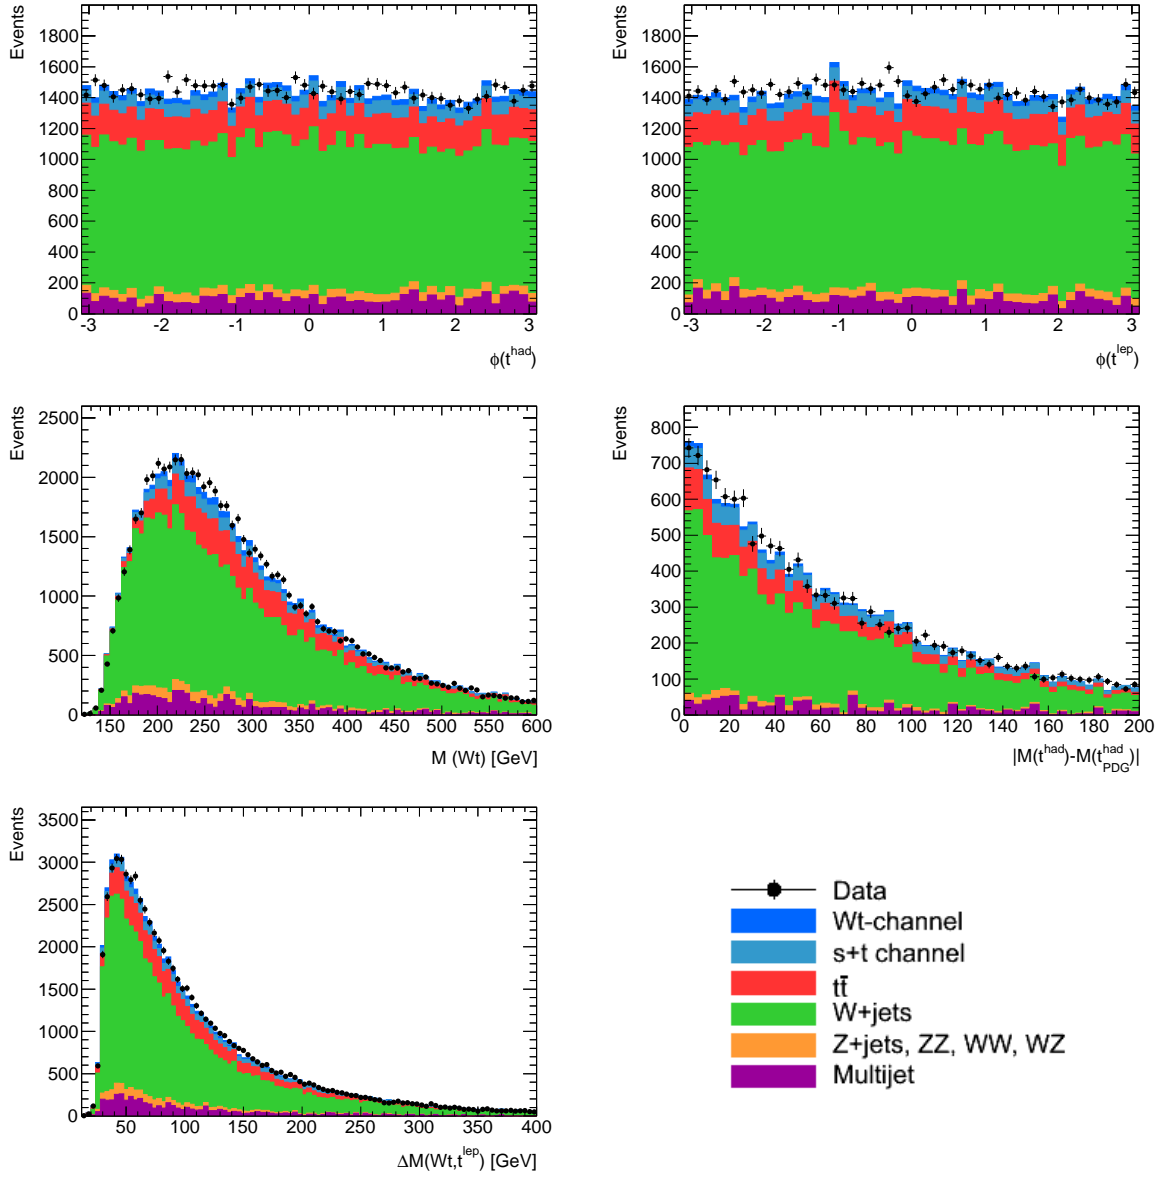 Events
1800
1600
1400
1200
1000
800
600
400
200
0
-3 -2 -1 0 1 2 3
ϕ(t^had)
Events
1800
1600
1400
1200
1000
800
600
400
200
0
-3 -2 -1 0 1 2 3
ϕ(t^lep)
Events
2500
2000
1500
1000
500
0
150 200 250 300 350 400 450 500 550 600
M (Wt) [GeV]
Events
800
700
600
500
400
300
200
100
0
0 20 40 60 80 100 120 140 160 180 200
|M(t^had)-M(t^had_PDG)|
Events
3500
3000
2500
2000
1500
1000
500
0
50 100 150 200 250 300 350 400
ΔM(Wt,t^lep) [GeV]
Data
Wt-channel
s+t channel
tt̄
W+jets
Z+jets, ZZ, WW, WZ
Multijet